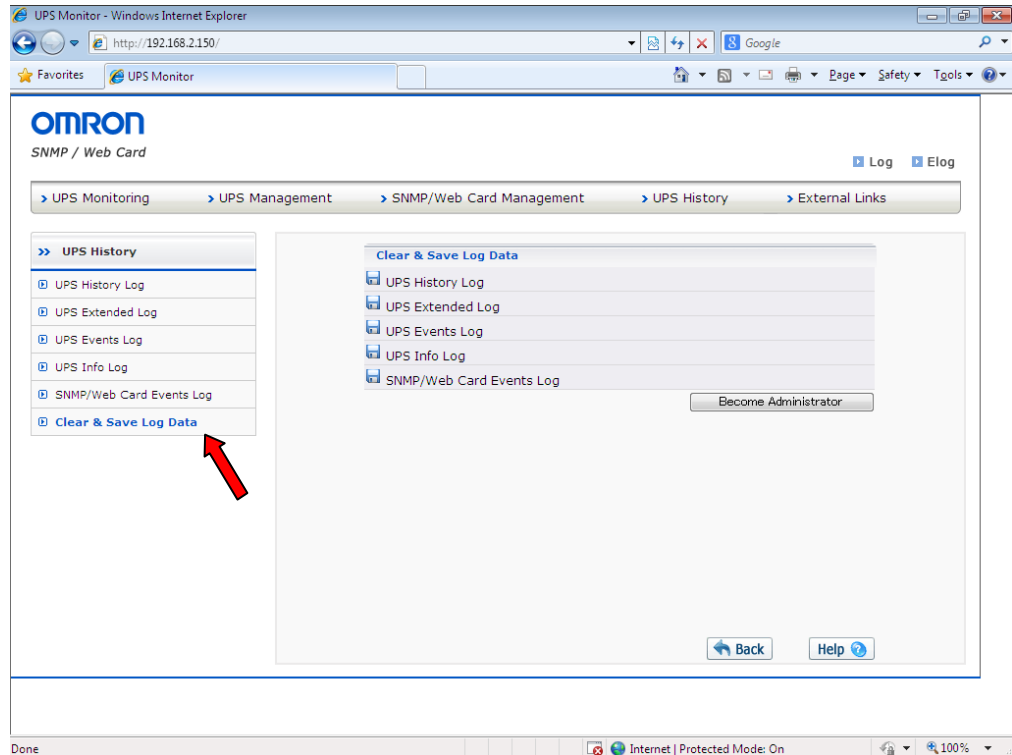 UPS Monitor - Windows Internet Explorer
http://192.168.2.150/
Google
Favorites
UPS Monitor
Page Safety Tools
OMRON
SNMP / Web Card
Log Elog
UPS Monitoring UPS Management SNMP/Web Card Management UPS History External Links
UPS History
UPS History Log
UPS Extended Log
UPS Events Log
UPS Info Log
SNMP/Web Card Events Log
Clear & Save Log Data
Clear & Save Log Data
UPS History Log
UPS Extended Log
UPS Events Log
UPS Info Log
SNMP/Web Card Events Log
Become Administrator
Back Help
Done Internet | Protected Mode: On 100%